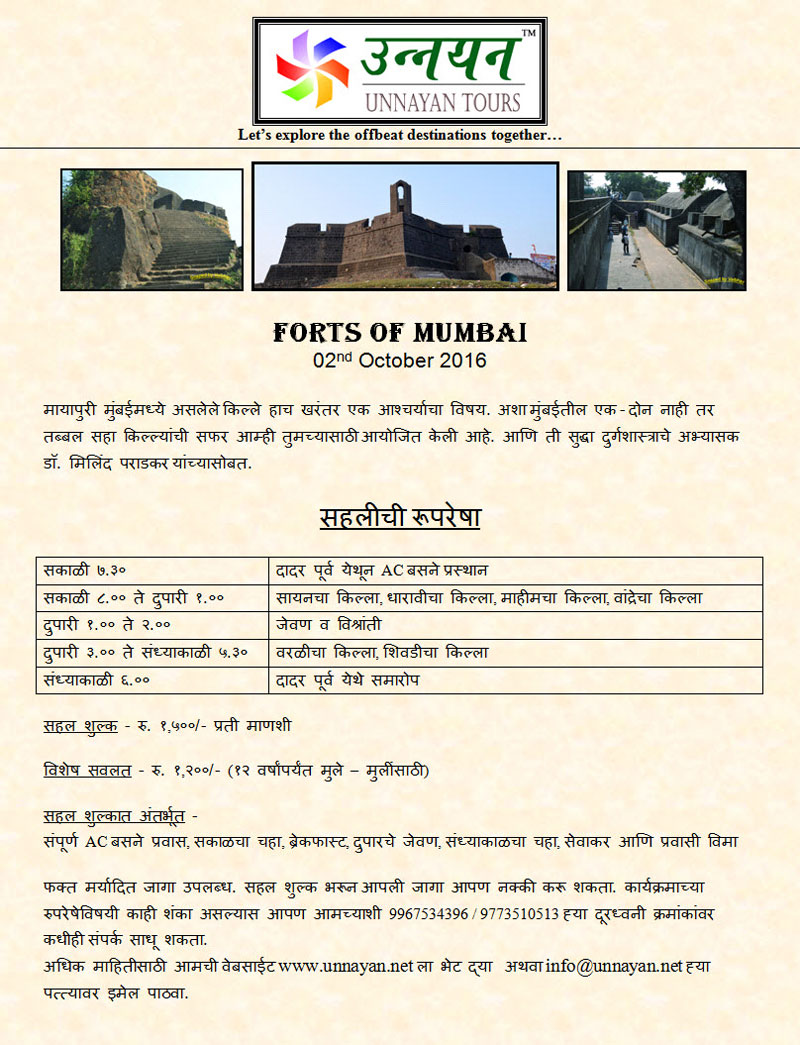 उन्नयन TM
UNNAYAN TOURS
Let's explore the offbeat destinations together…
FORTS OF MUMBAI
02nd October 2016
मायापुरी मुंबईमध्ये असलेले किल्ले हाच खरंतर एक आश्चर्याचा विषय. अशा मुंबईतील एक - दोन नाही तर
तब्बल सहा किल्ल्यांची सफर आम्ही तुमच्यासाठी आयोजित केली आहे. आणि ती सुद्धा दुर्गशास्त्राचे अभ्यासक
डॉ. मिलिंद पराडकर यांच्यासोबत.
सहलीची रूपरेषा
सकाळी ७.३० दादर पूर्व येथून AC बसने प्रस्थान
सकाळी ८.०० ते दुपारी १.०० सायनचा किल्ला, धारावीचा किल्ला, माहीमचा किल्ला, वांद्रेचा किल्ला
दुपारी १.०० ते २.०० जेवण व विश्रांती
दुपारी ३.०० ते संध्याकाळी ५.३० वरळीचा किल्ला, शिवडीचा किल्ला
संध्याकाळी ६.०० दादर पूर्व येथे समारोप
सहल शुल्क - रु. १,५००/- प्रती माणशी
विशेष सवलत - रु. १,२००/- (१२ वर्षांपर्यंत मुले – मुलींसाठी)
सहल शुल्कात अंतर्भूत -
संपूर्ण AC बसने प्रवास, सकाळचा चहा, ब्रेकफास्ट, दुपारचे जेवण, संध्याकाळचा चहा, सेवाकर आणि प्रवासी विमा
फक्त मर्यादित जागा उपलब्ध. सहल शुल्क भरून आपली जागा आपण नक्की करू शकता. कार्यक्रमाच्या
रुपरेषेविषयी काही शंका असल्यास आपण आमच्याशी 9967534396 / 9773510513 ह्या दूरध्वनी क्रमांकांवर
कधीही संपर्क साधू शकता.
अधिक माहितीसाठी आमची वेबसाईट www.unnayan.net ला भेट द्या अथवा info@unnayan.net ह्या
पत्त्यावर इमेल पाठवा.